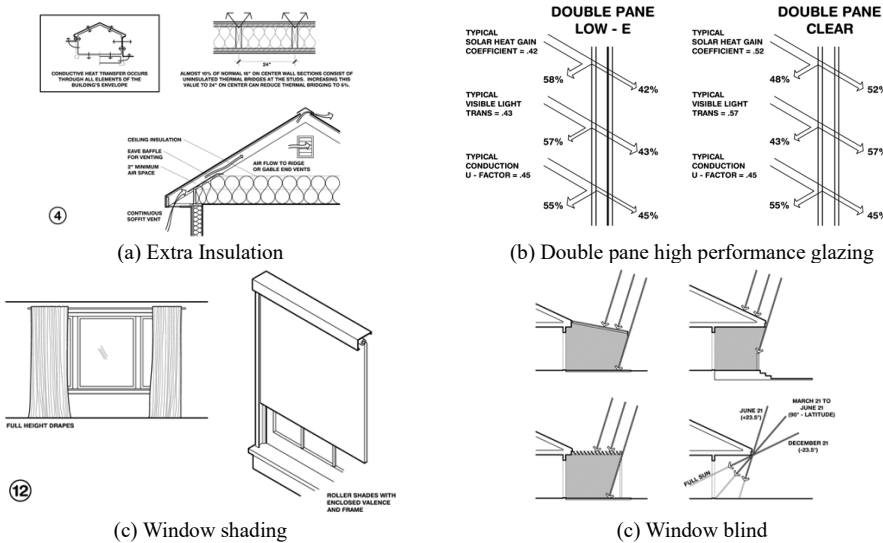 CONDUCTIVE HEAT TRANSFER OCCURS
THROUGH ALL ELEMENTS OF THE
BUILDING'S ENVELOPE
24"
ALMOST 10% OF NORMAL 16" ON CENTER WALL SECTIONS CONSIST OF
UNINSULATED THERMAL BRIDGES AT THE STUDS. INCREASING THIS
VALUE TO 24" ON CENTER CAN REDUCE THERMAL BRIDGING TO 5%.
CEILING INSULATION
EAVE BAFFLE
FOR VENTING
2" MINIMUM
AIR SPACE
AIR FLOW TO RIDGE
OR GABLE END VENTS
CONTINUOUS
SOFFIT VENT
4
(a) Extra Insulation
DOUBLE PANE
LOW - E
TYPICAL
SOLAR HEAT GAIN
COEFFICIENT = .42
58%
42%
TYPICAL
VISIBLE LIGHT
TRANS = .43
57%
43%
TYPICAL
CONDUCTION
U - FACTOR = .45
55%
45%
DOUBLE PANE
CLEAR
TYPICAL
SOLAR HEAT GAIN
COEFFICIENT = .52
48%
52%
TYPICAL
VISIBLE LIGHT
TRANS = .57
43%
57%
TYPICAL
CONDUCTION
U - FACTOR = .45
55%
45%
(b) Double pane high performance glazing
FULL HEIGHT DRAPES
12
ROLLER SHADES WITH
ENCLOSED VALENCE
AND FRAME
(c) Window shading
JUNE 21
(+23.5°)
MARCH 21 TO
JUNE 21
(90° - LATITUDE)
DECEMBER 21
(-23.5°)
FULL SUN
(c) Window blind